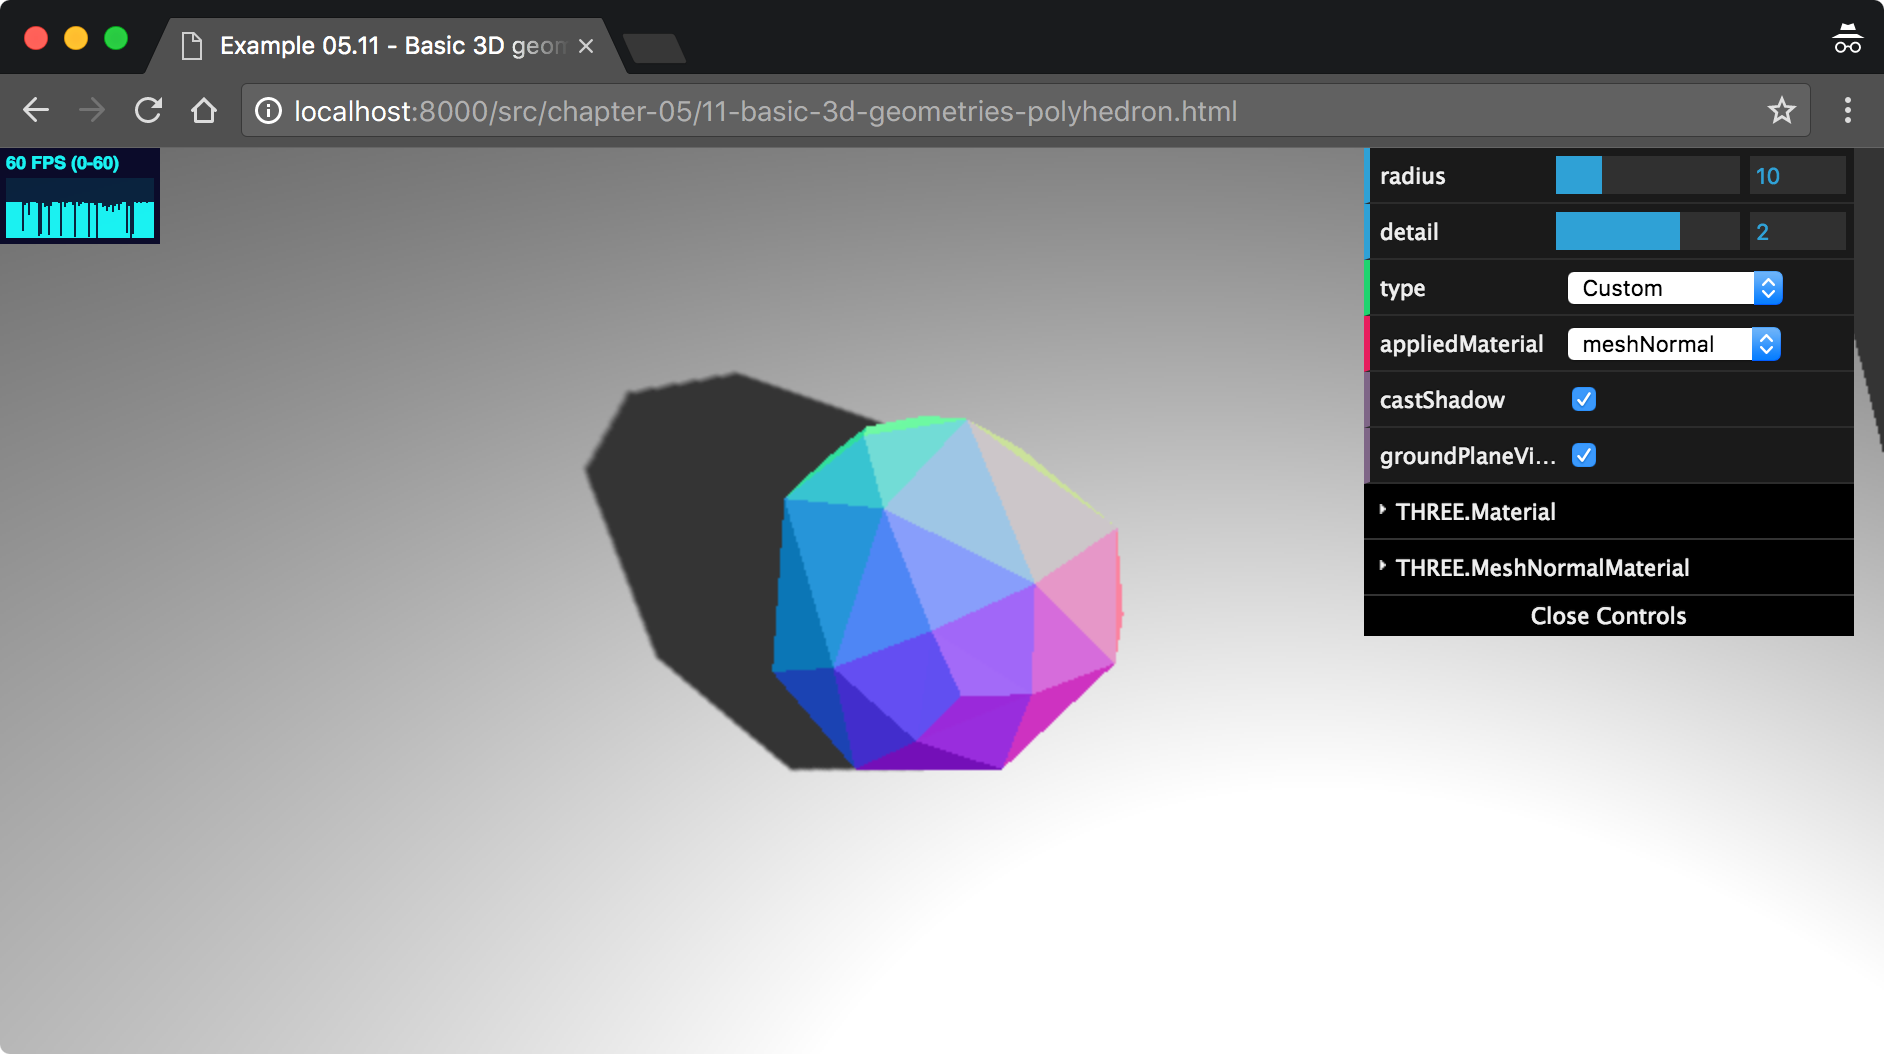 Example 05.11 - Basic 3D geom
localhost:8000/src/chapter-05/11-basic-3d-geometries-polyhedron.html
60 FPS (0-60)
radius 10
detail 2
type Custom
appliedMaterial meshNormal
castShadow
groundPlaneVi...
THREE.Material
THREE.MeshNormalMaterial
Close Controls